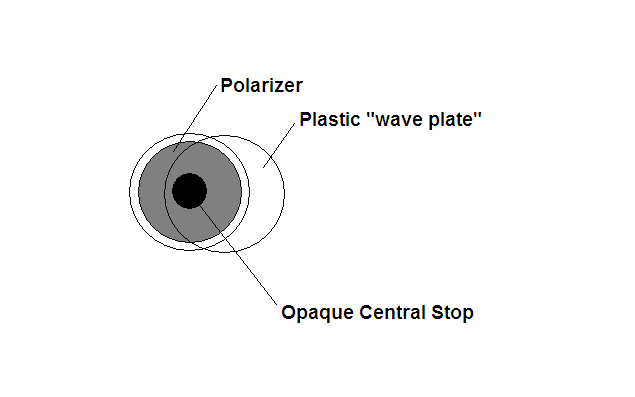 Polarizer
Plastic "wave plate"
Opaque Central Stop